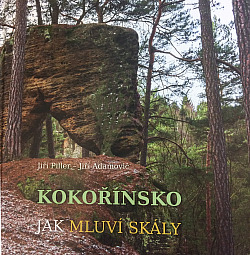 Jiří Piller – Jiří Adamovič
KOKOŘÍNSKO
JAK MLUVÍ SKÁLY